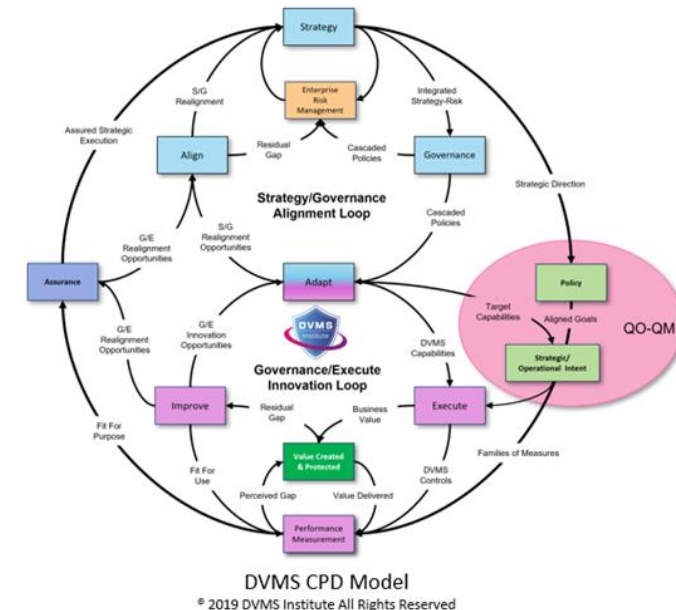 Strategy
S/G
Realignment
Enterprise
Risk
Management
Integrated
Strategy-Risk
Assured Strategic
Execution
Align
Residual
Gap
Cascaded
Policies
Governance
Strategic Direction
Strategy/Governance
Alignment Loop
G/E
Realignment
Opportunities
S/G
Realignment
Opportunities
Cascaded
Policies
Assurance
Adapt
Policy
Target
Capabilities
Aligned Goals
QO-QM
DVMS
Institute
G/E
Realignment
Opportunities
G/E
Innovation
Opportunities
DVMS
Capabilities
Strategic/
Operational Intent
Governance/Execute
Innovation Loop
Improve
Residual
Gap
Business
Value
Execute
Fit For
Purpose
Fit For
Use
Value Created
& Protected
DVMS
Controls
Families of Measures
Perceived Gap
Value Delivered
Performance
Measurement
DVMS CPD Model
© 2019 DVMS Institute All Rights Reserved